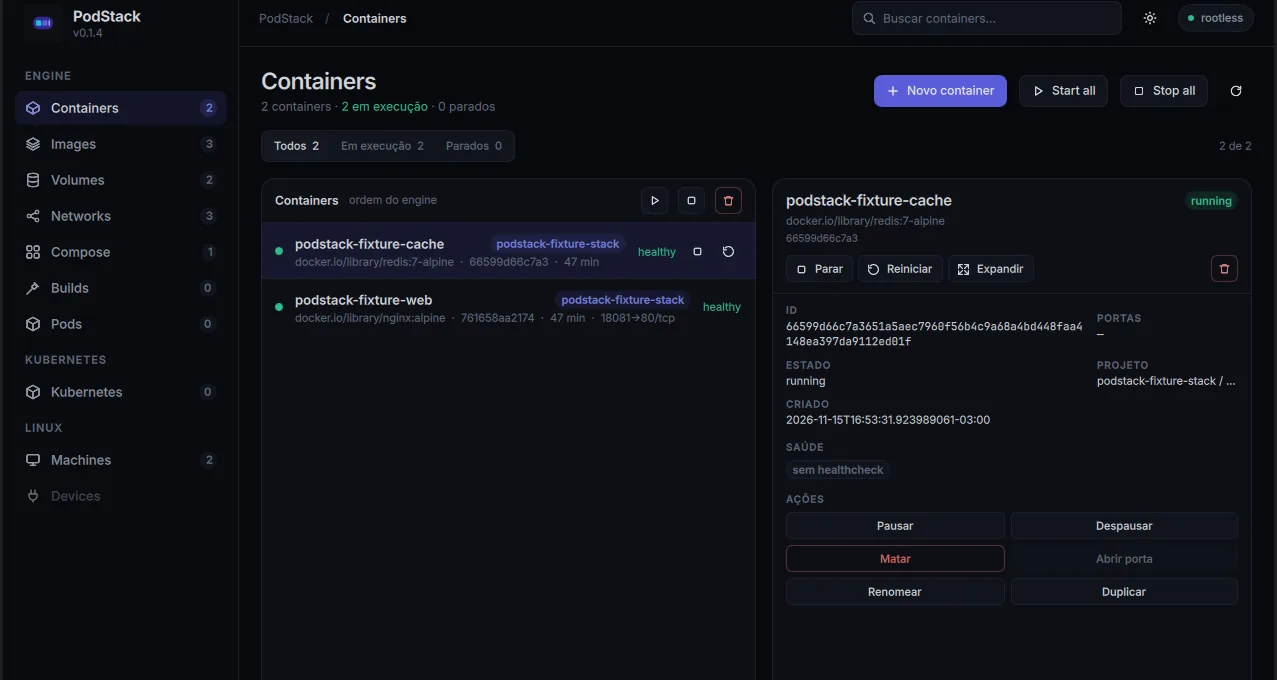 PodStack
v0.1.4
ENGINE
Containers 2
Images 3
Volumes 2
Networks 3
Compose 1
Builds 0
Pods 0
KUBERNETES
Kubernetes 0
LINUX
Machines 2
Devices
PodStack / Containers
Buscar containers...
rootless
Containers
2 containers · 2 em execução · 0 parados
Novo container
Start all
Stop all
Todos 2 Em execução 2 Parados 0
2 de 2
Containers ordem do engine
podstack-fixture-cache podstack-fixture-stack healthy
docker.io/library/redis:7-alpine · 66599d66c7a3 · 47 min
podstack-fixture-web podstack-fixture-stack healthy
docker.io/library/nginx:alpine · 761658aa2174 · 47 min · 18081→80/tcp
podstack-fixture-cache running
docker.io/library/redis:7-alpine
66599d66c7a3
Parar Reiniciar Expandir
ID
66599d66c7a3651a5aec7960f56b4c9a68a4bd448faa4
148ea397da9112ed01f
PORTAS
—
ESTADO
running
PROJETO
podstack-fixture-stack / ...
CRIADO
2026-11-15T16:53:31.923989061-03:00
SAÚDE
sem healthcheck
AÇÕES
Pausar Despausar
Matar Abrir porta
Renomear Duplicar